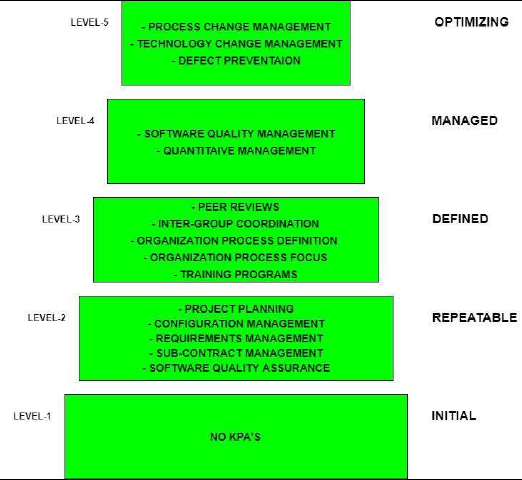 LEVEL-5
- PROCESS CHANGE MANAGEMENT
- TECHNOLOGY CHANGE MANAGEMENT
- DEFECT PREVENTAION
OPTIMIZING
LEVEL-4
- SOFTWARE QUALITY MANAGEMENT
- QUANTITAIVE MANAGEMENT
MANAGED
LEVEL-3
- PEER REVIEWS
- INTER-GROUP COORDINATION
- ORGANIZATION PROCESS DEFINITION
- ORGANIZATION PROCESS FOCUS
- TRAINING PROGRAMS
DEFINED
LEVEL-2
- PROJECT PLANNING
- CONFIGURATION MANAGEMENT
- REQUIREMENTS MANAGEMENT
- SUB-CONTRACT MANAGEMENT
- SOFTWARE QUALITY ASSURANCE
REPEATABLE
LEVEL-1
NO KPA'S
INITIAL